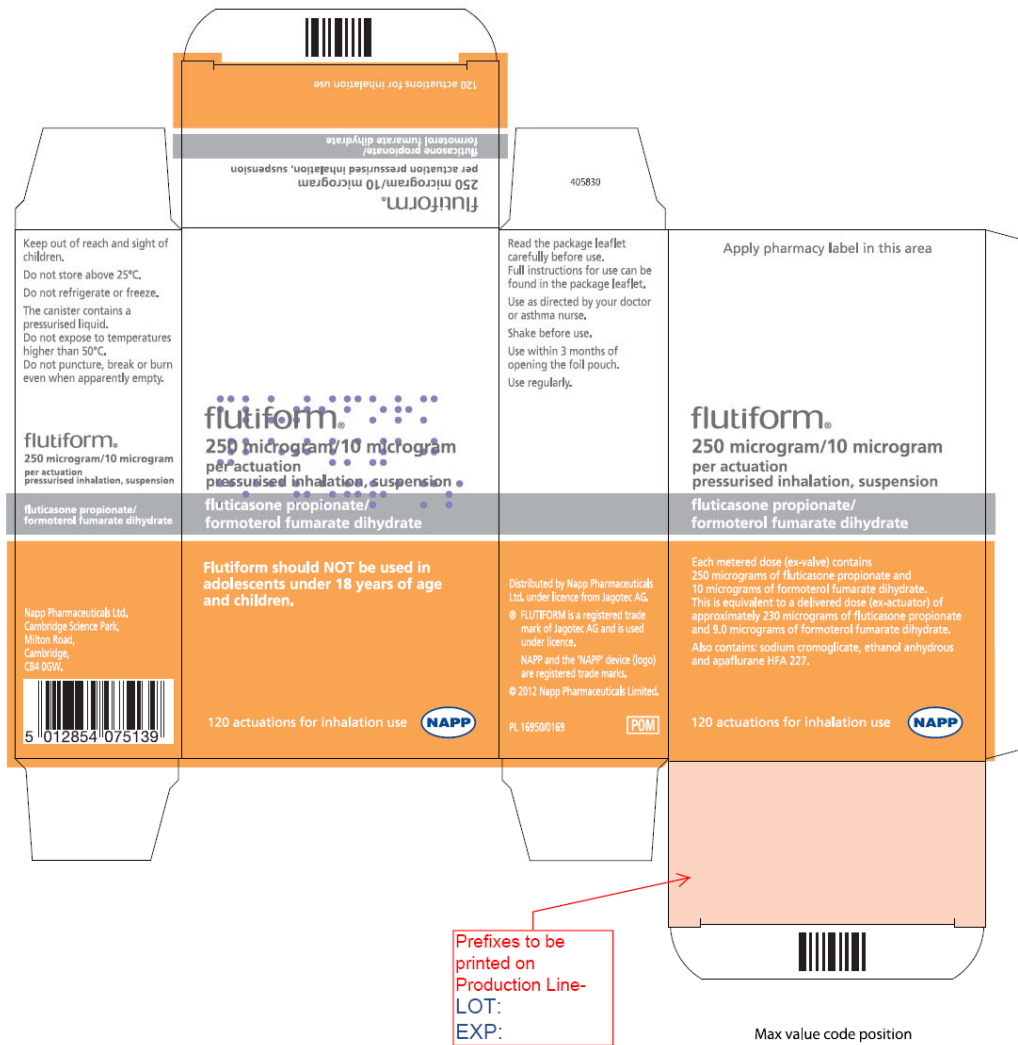 120 actuations for inhalation use
fluticasone propionate/
formoterol fumarate dihydrate
per actuation pressurised inhalation, suspension
250 microgram/10 microgram
flutiform®
405830
Keep out of reach and sight of
children.
Do not store above 25°C.
Do not refrigerate or freeze.
The canister contains a
pressurised liquid.
Do not expose to temperatures
higher than 50°C.
Do not puncture, break or burn
even when apparently empty.
flutiform®
250 microgram/10 microgram
per actuation
pressurised inhalation, suspension
fluticasone propionate/
formoterol fumarate dihydrate
Napp Pharmaceuticals Ltd,
Cambridge Science Park,
Milton Road,
Cambridge,
CB4 0GW.
5 012854 075139
flutiform®
250 microgram/10 microgram
per actuation
pressurised inhalation, suspension
fluticasone propionate/
formoterol fumarate dihydrate
Flutiform should NOT be used in
adolescents under 18 years of age
and children.
120 actuations for inhalation use
NAPP
Read the package leaflet
carefully before use.
Full instructions for use can be
found in the package leaflet.
Use as directed by your doctor
or asthma nurse.
Shake before use.
Use within 3 months of
opening the foil pouch.
Use regularly.
Distributed by Napp Pharmaceuticals
Ltd. under licence from Jagotec AG.
® FLUTIFORM is a registered trade
mark of Jagotec AG and is used
under licence.
NAPP and the 'NAPP' device (logo)
are registered trade marks.
© 2012 Napp Pharmaceuticals Limited.
PL 16950/0169
POM
Apply pharmacy label in this area
flutiform®
250 microgram/10 microgram
per actuation
pressurised inhalation, suspension
fluticasone propionate/
formoterol fumarate dihydrate
Each metered dose (ex-valve) contains
250 micrograms of fluticasone propionate and
10 micrograms of formoterol fumarate dihydrate.
This is equivalent to a delivered dose (ex-actuator) of
approximately 230 micrograms of fluticasone propionate
and 9.0 micrograms of formoterol fumarate dihydrate.
Also contains: sodium cromoglicate, ethanol anhydrous
and apaflurane HFA 227.
120 actuations for inhalation use
NAPP
Prefixes to be
printed on
Production Line-
LOT:
EXP:
Max value code position